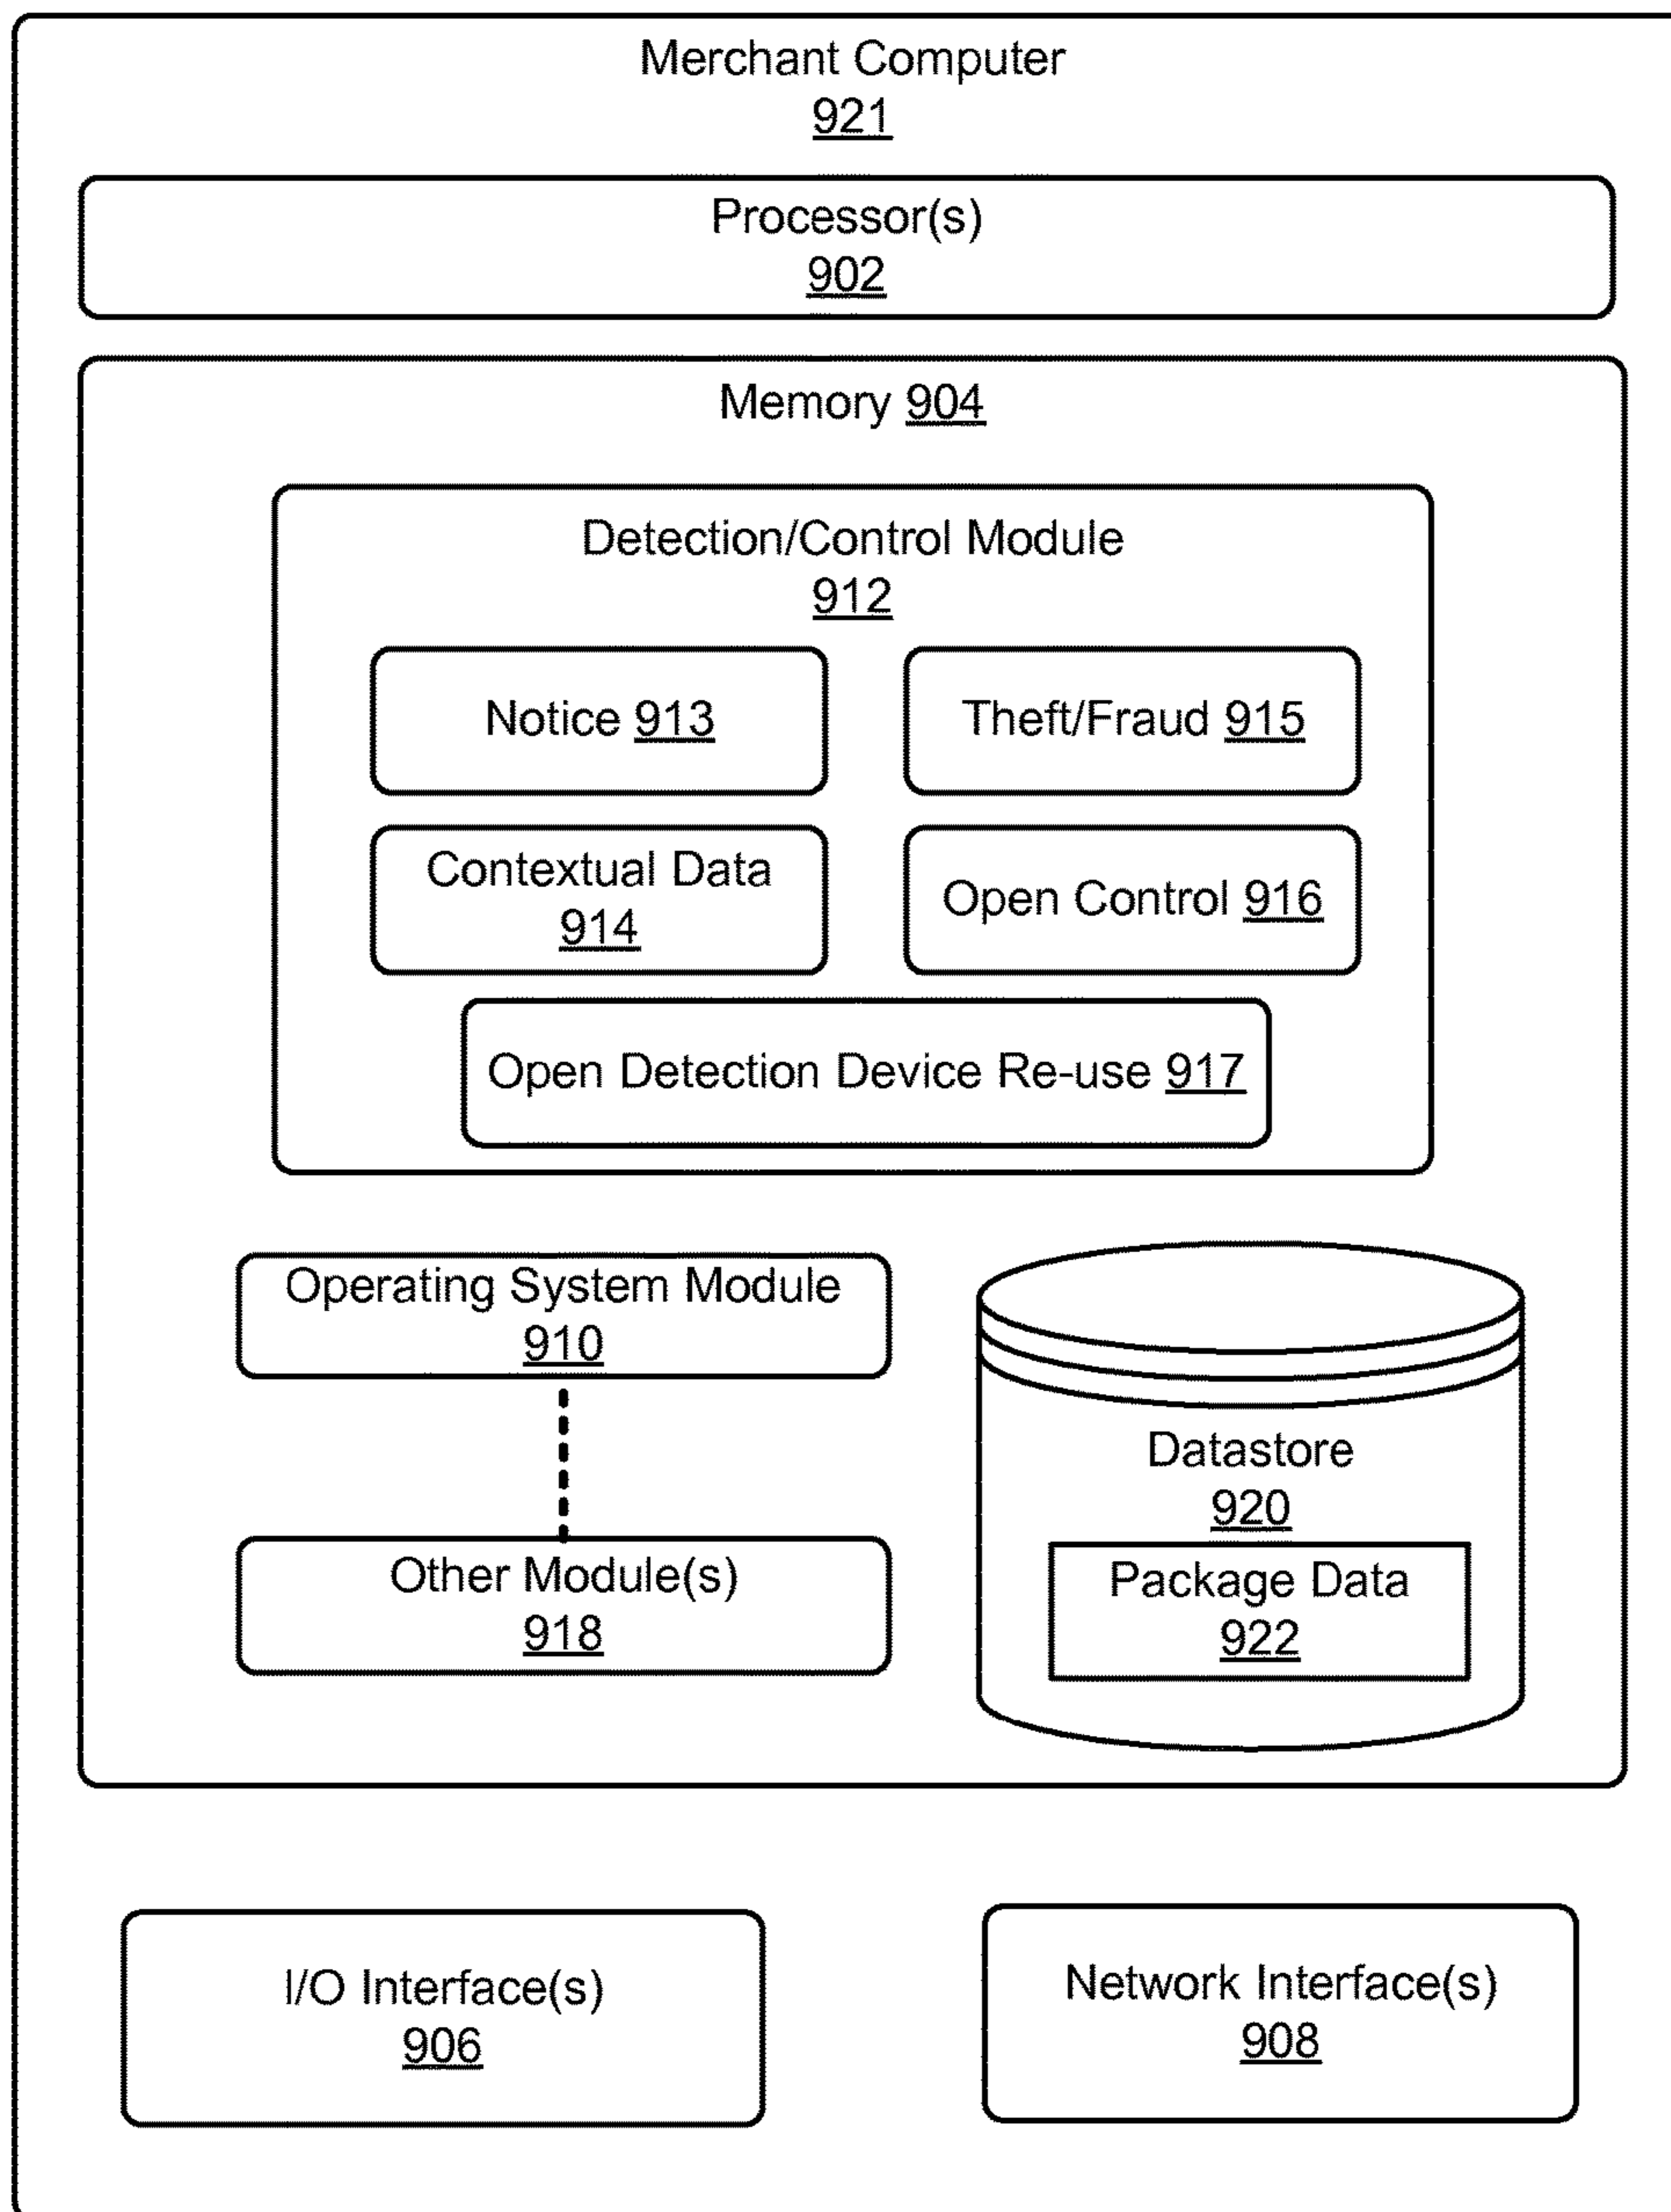 Merchant Computer
921
Processor(s)
902
Memory 904
Detection/Control Module
912
Notice 913
Theft/Fraud 915
Contextual Data
914
Open Control 916
Open Detection Device Re-use 917
Operating System Module
910
Datastore
920
Other Module(s)
918
Package Data
922
I/O Interface(s)
906
Network Interface(s)
908